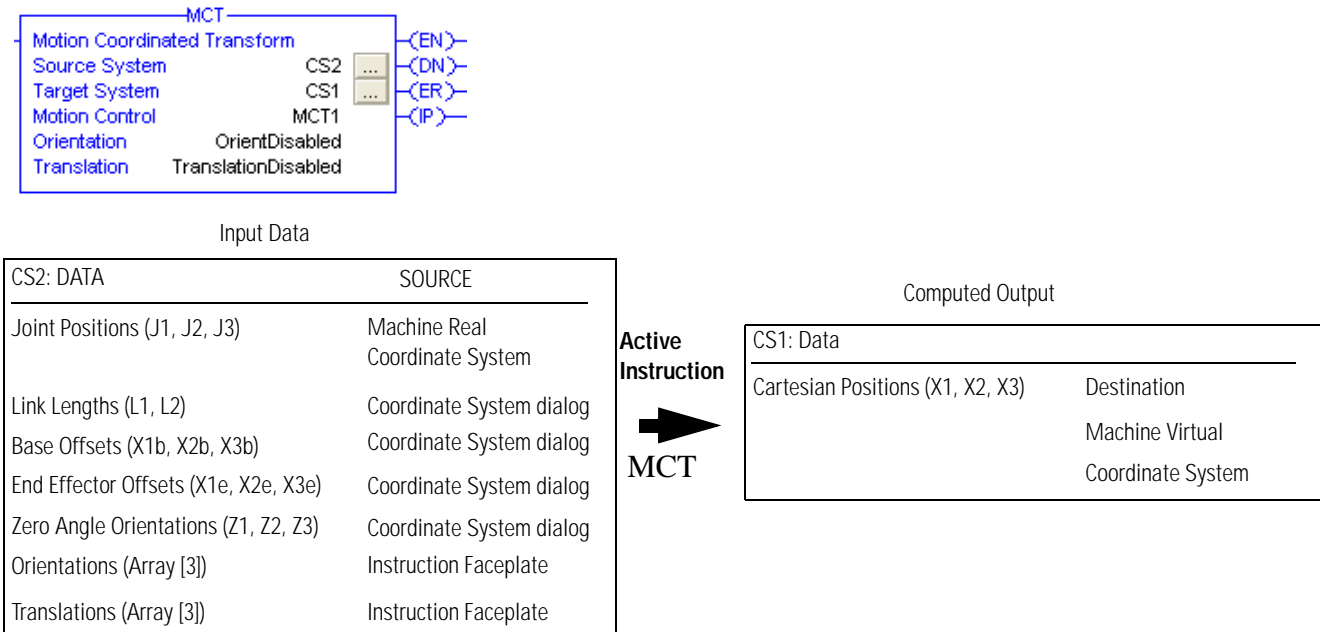 MCT
Motion Coordinated Transform (EN)
Source System CS2 ... (DN)
Target System CS1 ... (ER)
Motion Control MCT1 (IP)
Orientation OrientDisabled
Translation TranslationDisabled
Input Data
CS2: DATA SOURCE
Joint Positions (J1, J2, J3) Machine Real
Coordinate System
Link Lengths (L1, L2) Coordinate System dialog
Base Offsets (X1b, X2b, X3b) Coordinate System dialog
End Effector Offsets (X1e, X2e, X3e) Coordinate System dialog
Zero Angle Orientations (Z1, Z2, Z3) Coordinate System dialog
Orientations (Array [3]) Instruction Faceplate
Translations (Array [3]) Instruction Faceplate
Active
Instruction
MCT
Computed Output
CS1: Data
Cartesian Positions (X1, X2, X3) Destination
Machine Virtual
Coordinate System